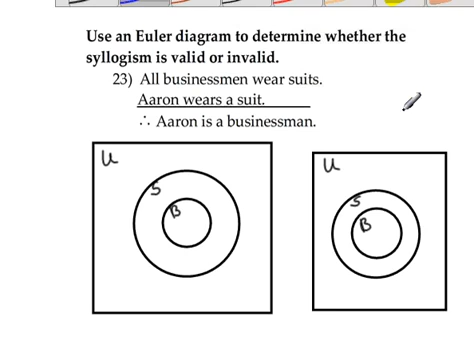 Use an Euler diagram to determine whether the
syllogism is valid or invalid.
23) All businessmen wear suits.
Aaron wears a suit.
∴ Aaron is a businessman.
U
S
B
U
S
B